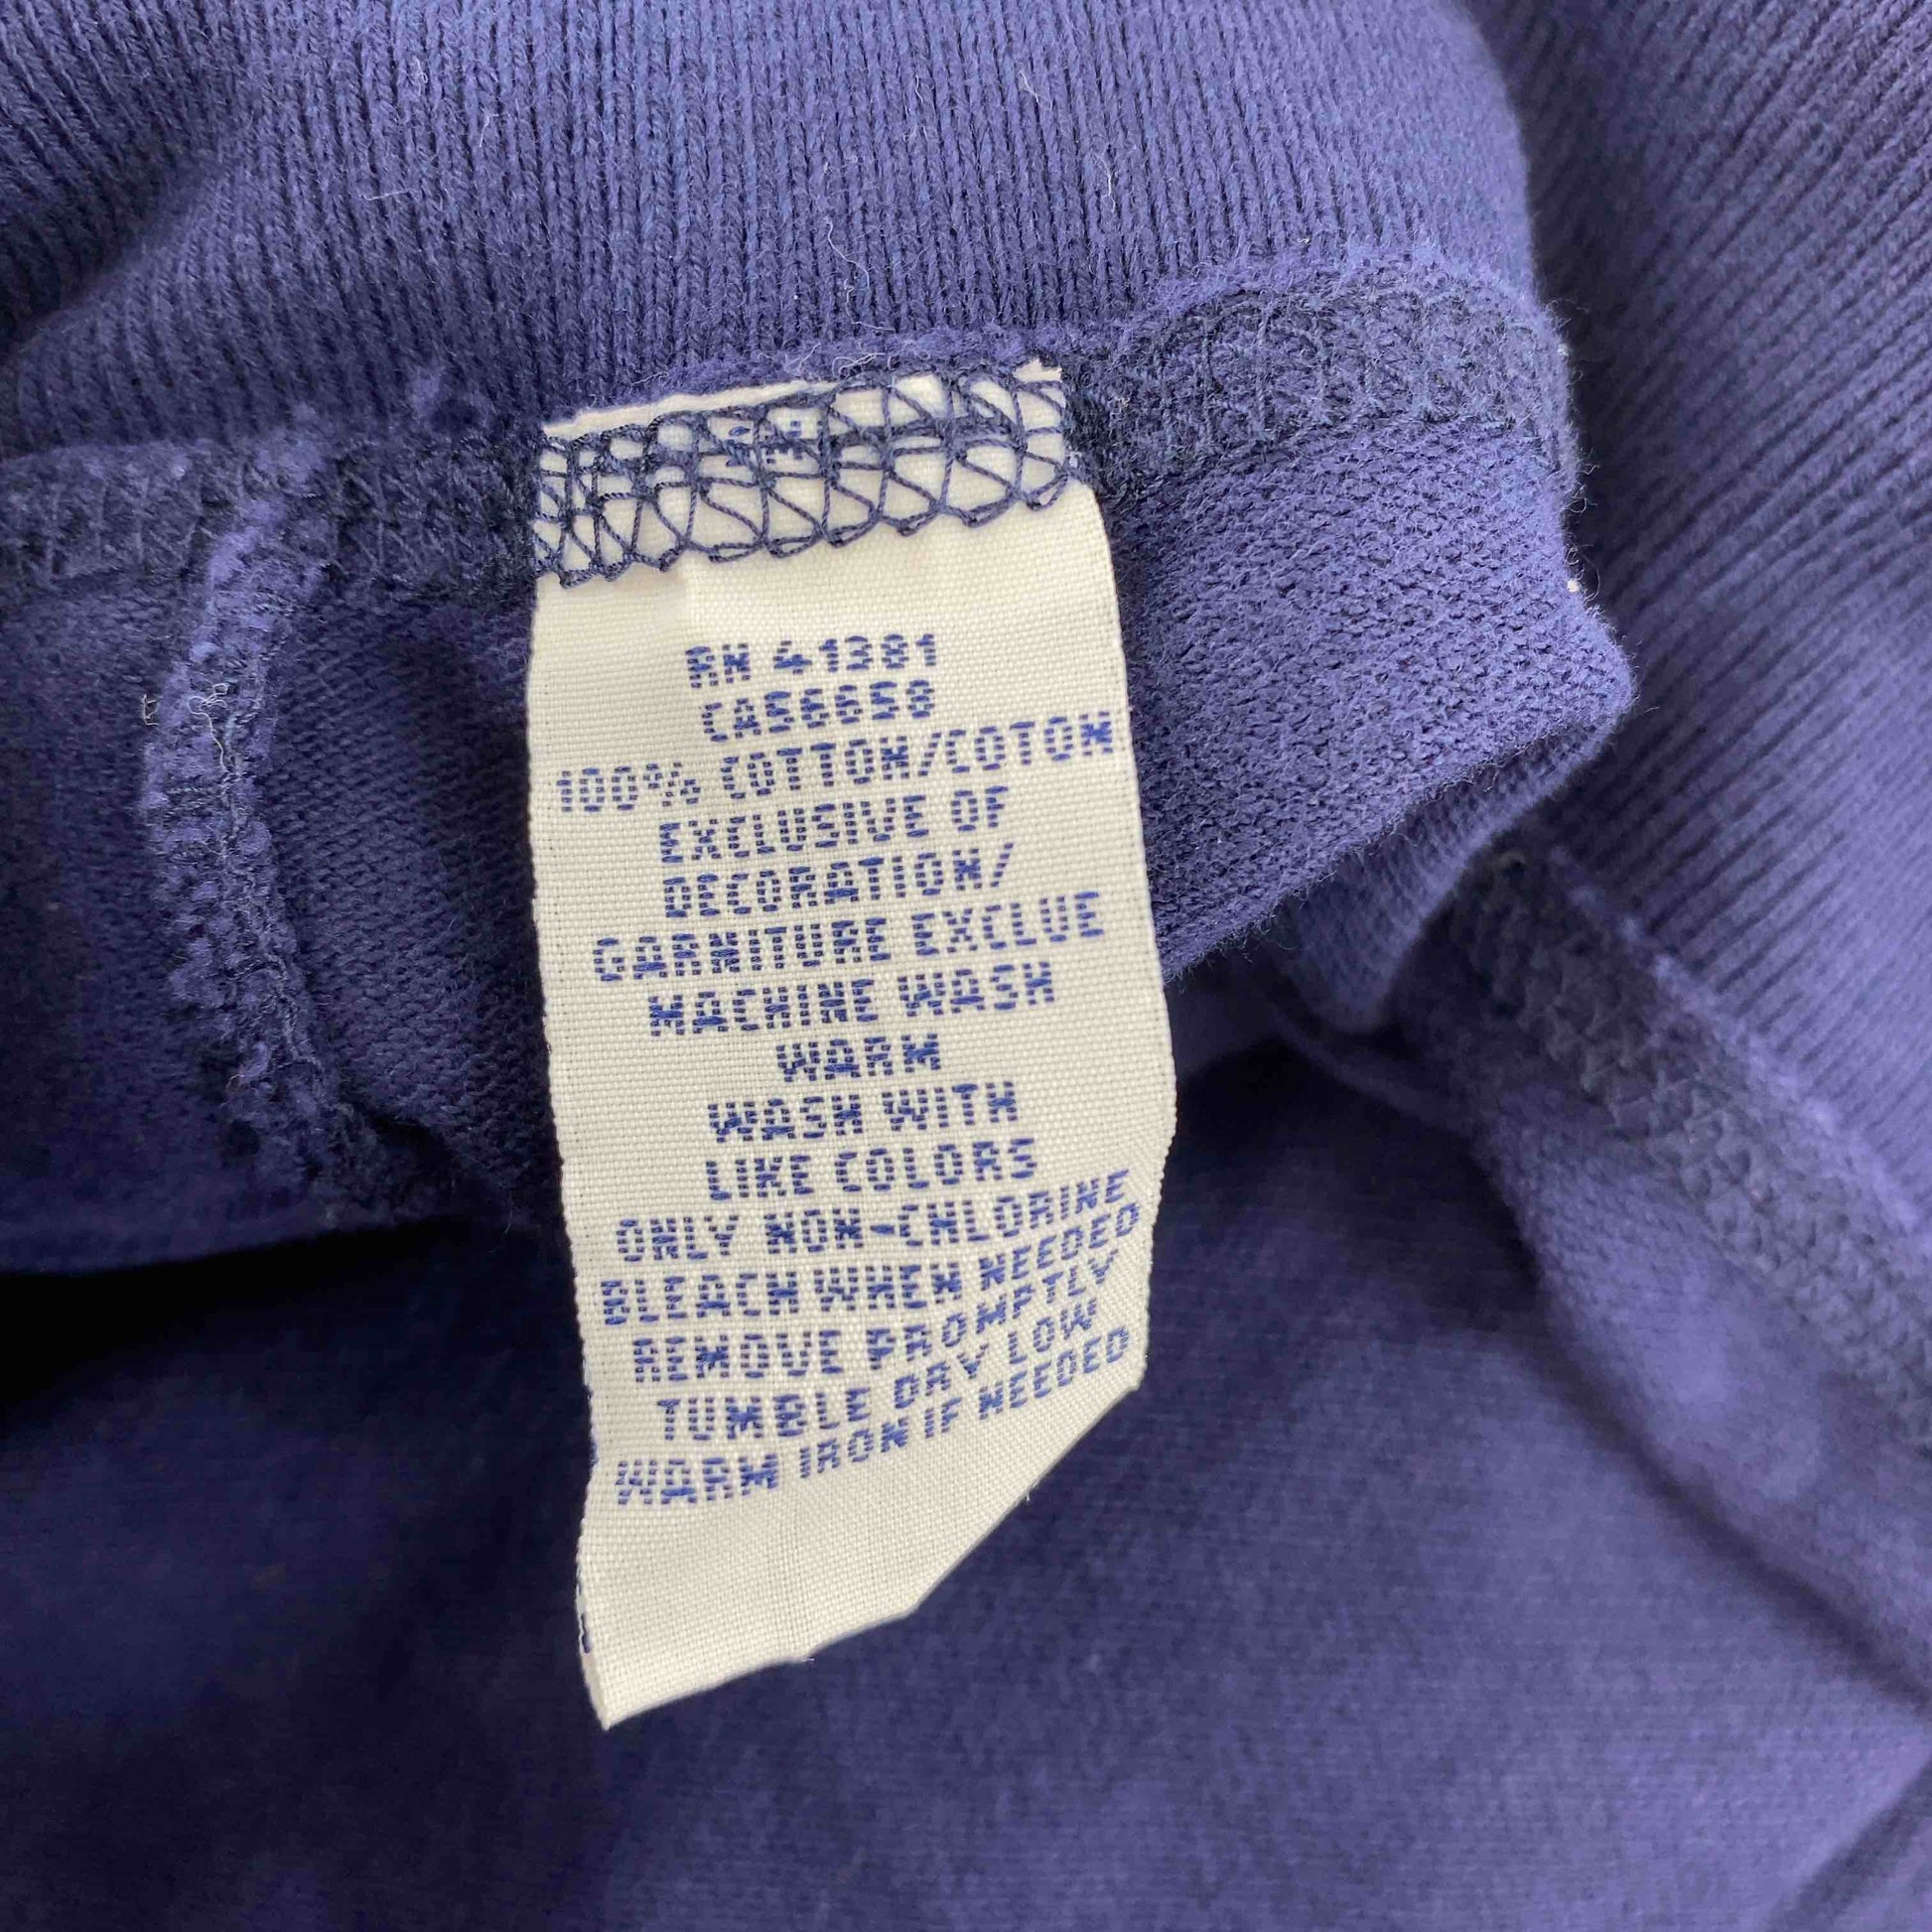 RN 41381
CA56658
100% COTTON/COTON
EXCLUSIVE OF
DECORATION/
GARNITURE EXCLUE
MACHINE WASH
WARM
WASH WITH
LIKE COLORS
ONLY NON-CHLORINE
BLEACH WHEN NEEDED
REMOVE PROMPTLY
TUMBLE DRY LOW
WARM IRON IF NEEDED